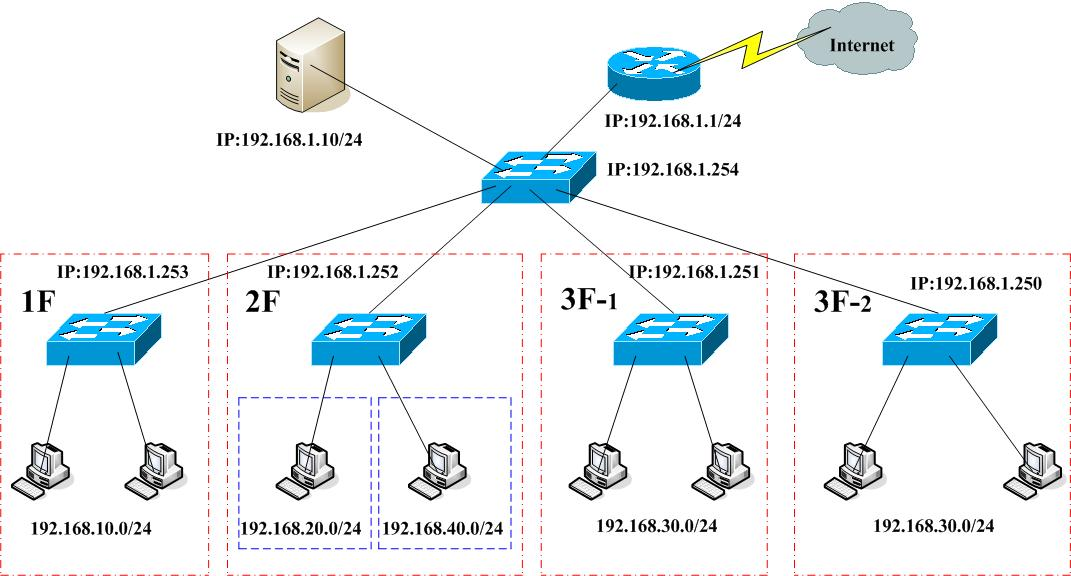 Internet
IP:192.168.1.10/24
IP:192.168.1.1/24
IP:192.168.1.254
IP:192.168.1.253
IP:192.168.1.252
IP:192.168.1.251
IP:192.168.1.250
1F
2F
3F-1
3F-2
192.168.10.0/24
192.168.20.0/24
192.168.40.0/24
192.168.30.0/24
192.168.30.0/24